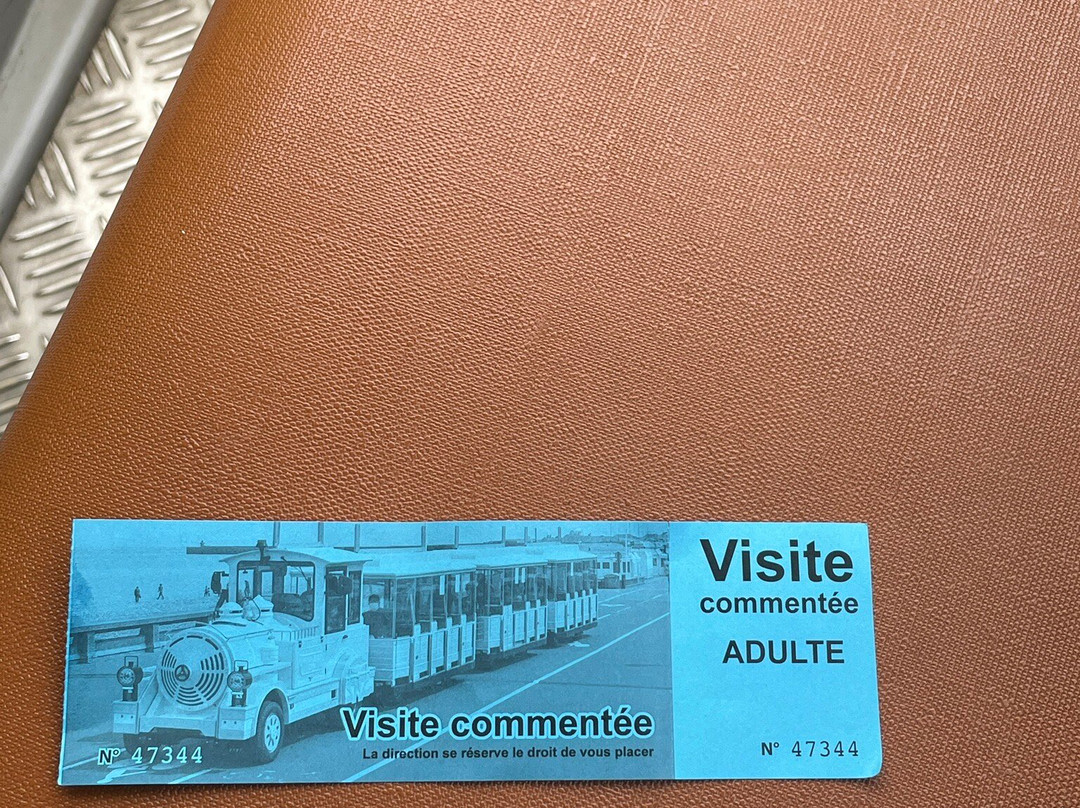 Visite commentée
La direction se réserve le droit de vous placer
N° 47344
Visite
commentée
ADULTE
N° 47344